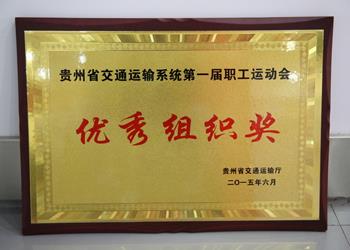 贵州省交通运输系统第一届职工运动会
优秀组织奖
贵州省交通运输厅
二〇一五年六月